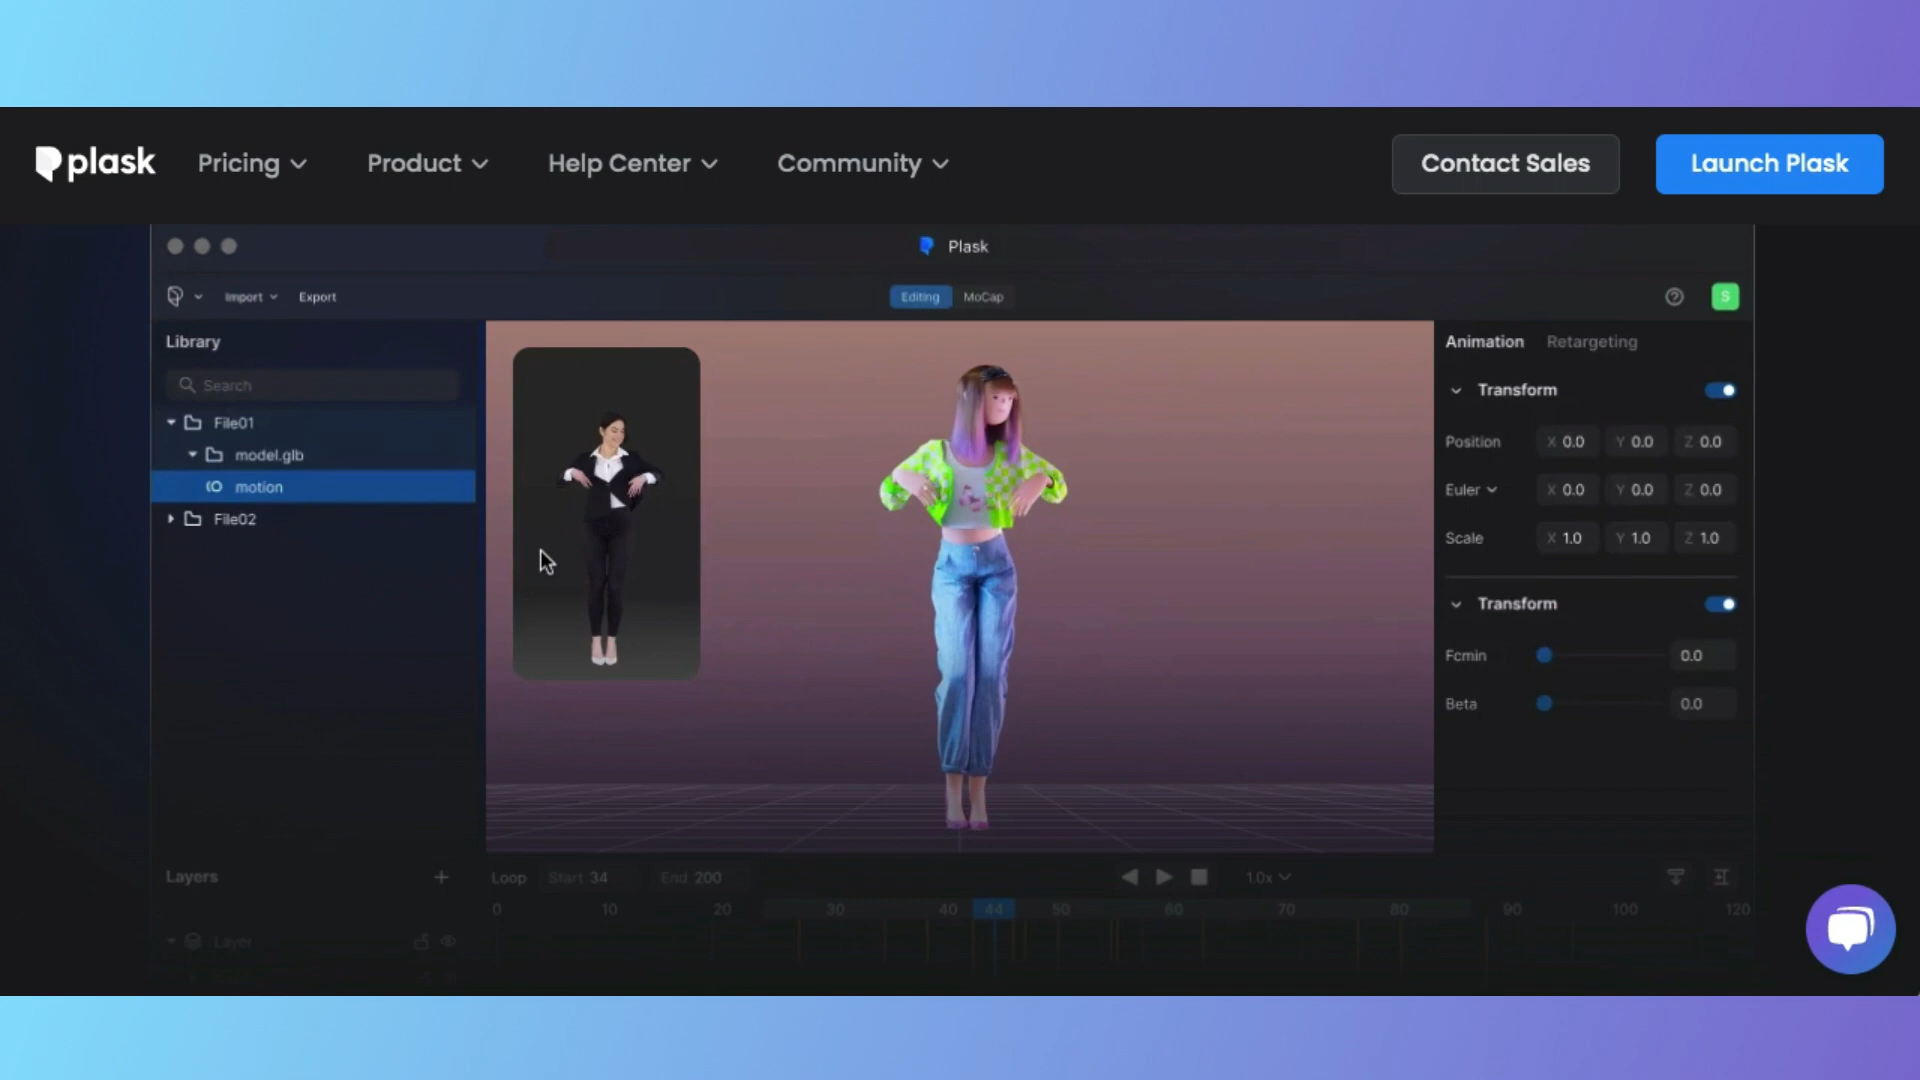 plask Pricing Product Help Center Community Contact Sales Launch Plask
Plask
Import Export Editing MoCap S
Library
Search
File01
model.glb
motion
File02
Animation Retargeting
Transform
Position X 0.0 Y 0.0 Z 0.0
Euler X 0.0 Y 0.0 Z 0.0
Scale X 1.0 Y 1.0 Z 1.0
Transform
Fcmin 0.0
Beta 0.0
Layers Loop Start 34 End 200 1.0x
0 10 20 30 40 44 50 60 70 80 90 100 120
Layer